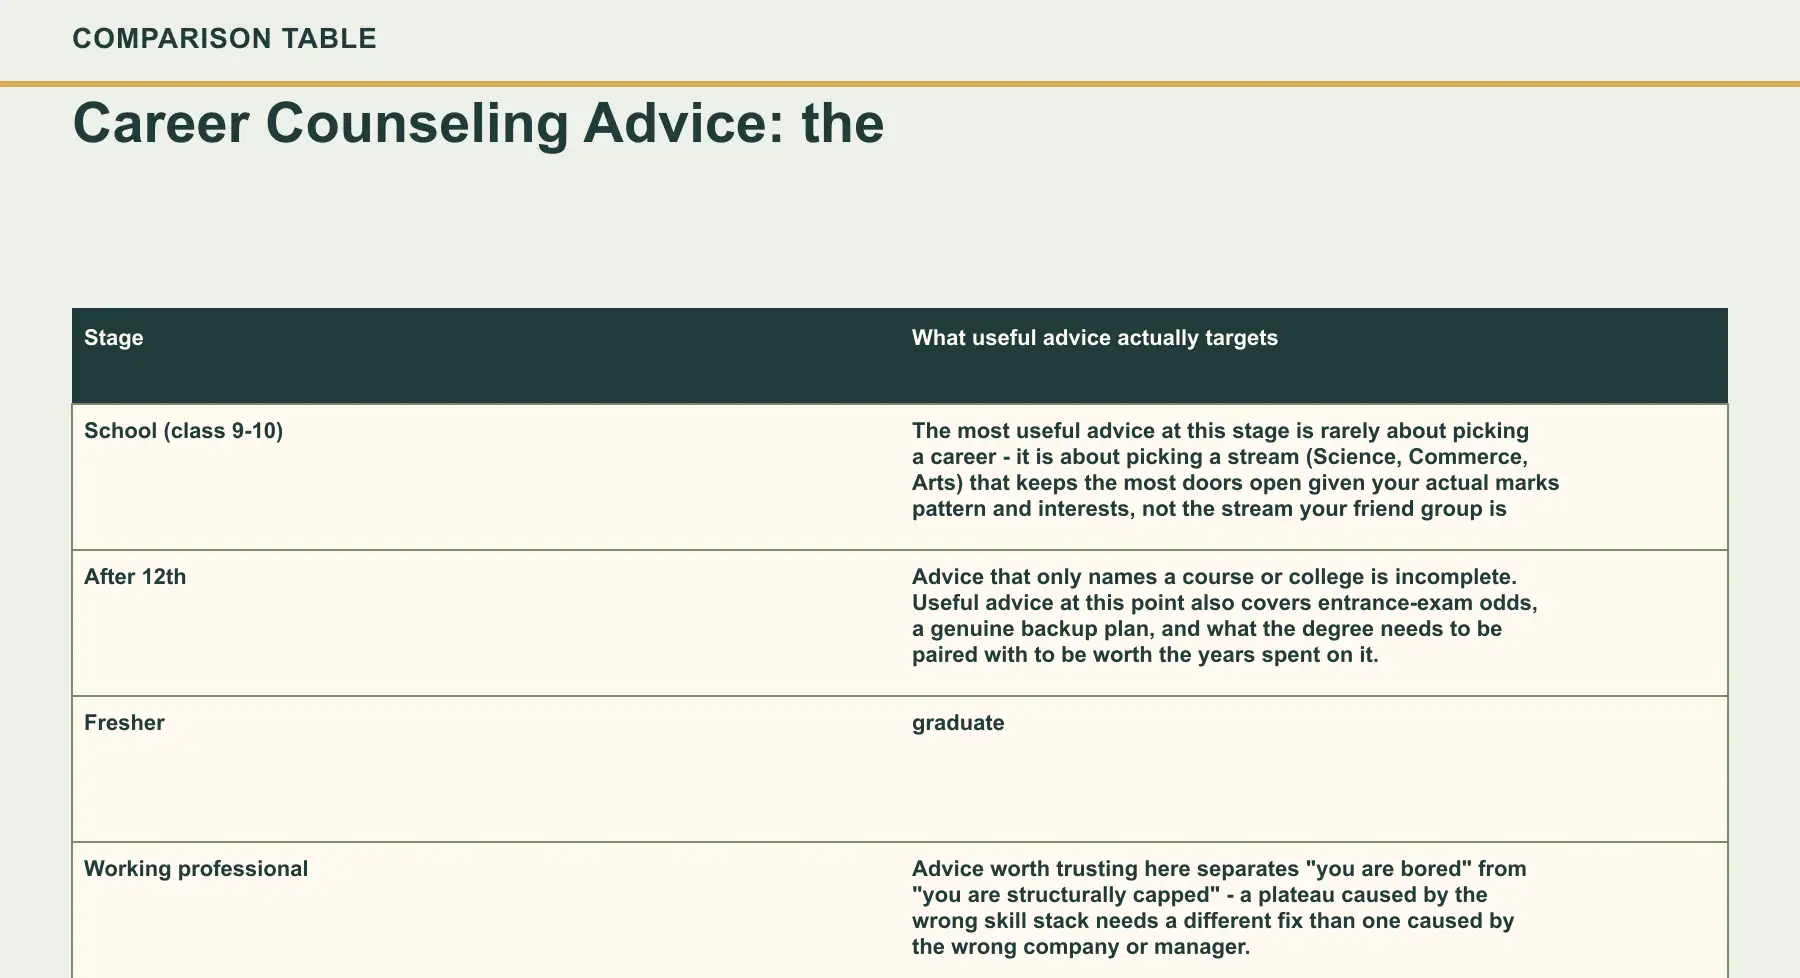 COMPARISON TABLE
Career Counseling Advice: the
Stage
What useful advice actually targets
School (class 9-10)
The most useful advice at this stage is rarely about picking
a career - it is about picking a stream (Science, Commerce,
Arts) that keeps the most doors open given your actual marks
pattern and interests, not the stream your friend group is
After 12th
Advice that only names a course or college is incomplete.
Useful advice at this point also covers entrance-exam odds,
a genuine backup plan, and what the degree needs to be
paired with to be worth the years spent on it.
Fresher
graduate
Working professional
Advice worth trusting here separates "you are bored" from
"you are structurally capped" - a plateau caused by the
wrong skill stack needs a different fix than one caused by
the wrong company or manager.